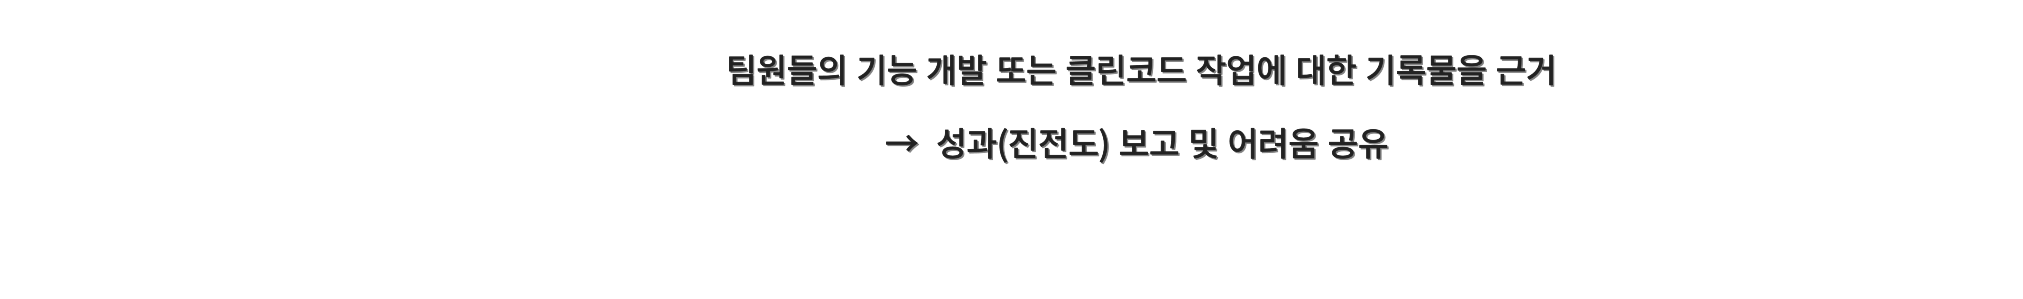 팀원들의 기능 개발 또는 클린코드 작업에 대한 기록물을 근거
→ 성과(진전도) 보고 및 어려움 공유